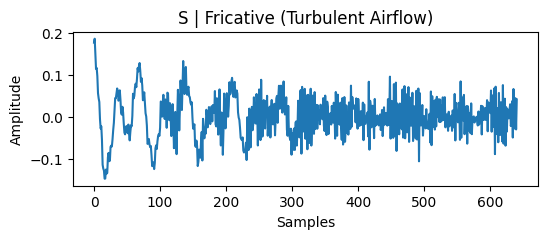 S | Fricative (Turbulent Airflow)
0.2
0.1
0.0
−0.1
Amplitude
0 100 200 300 400 500 600
Samples